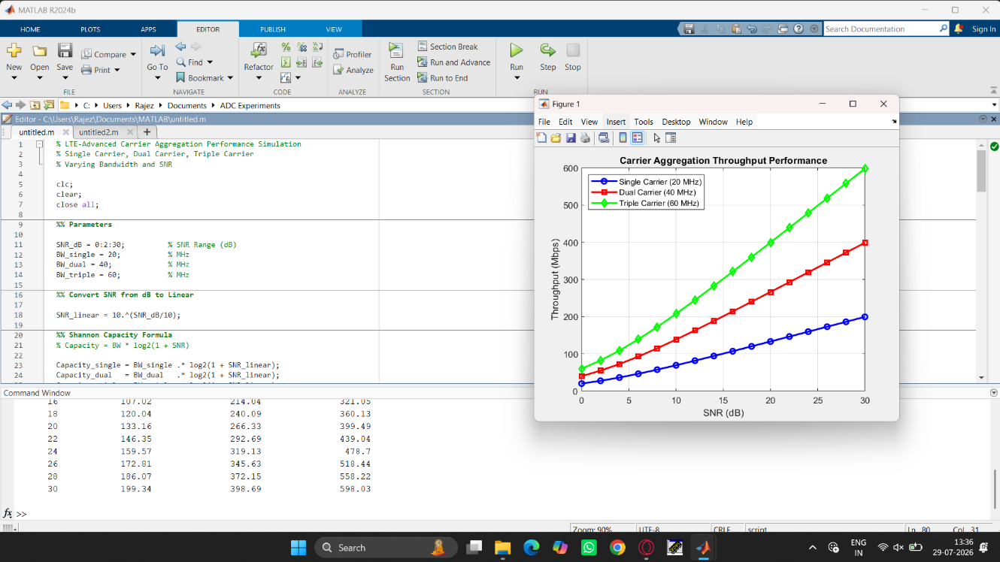 MATLAB R2024b
HOME PLOTS APPS EDITOR PUBLISH VIEW Search Documentation Sign In
New Open Save Compare Print Go To Find Bookmark Refactor Profiler Analyze Run Section Section Break Run and Advance Run to End Run Step Stop
FILE NAVIGATE CODE ANALYZE SECTION RUN
C: Users Rajez Documents ADC Experiments
Editor - C:\Users\Rajez\Documents\MATLAB\untitled.m
untitled.m untitled2.m
1 % LTE-Advanced Carrier Aggregation Performance Simulation
2 % Single Carrier, Dual Carrier, Triple Carrier
3 % Varying Bandwidth and SNR
4
5 clc;
6 clear;
7 close all;
8
9 %% Parameters
10
11 SNR_dB = 0:2:30; % SNR Range (dB)
12 BW_single = 20; % MHz
13 BW_dual = 40; % MHz
14 BW_triple = 60; % MHz
15
16 %% Convert SNR from dB to Linear
17
18 SNR_linear = 10.^(SNR_dB/10);
19
20 %% Shannon Capacity Formula
21 % Capacity = BW * log2(1 + SNR)
22
23 Capacity_single = BW_single .* log2(1 + SNR_linear);
24 Capacity_dual = BW_dual .* log2(1 + SNR_linear);
Figure 1
File Edit View Insert Tools Desktop Window Help
Carrier Aggregation Throughput Performance
Single Carrier (20 MHz)
Dual Carrier (40 MHz)
Triple Carrier (60 MHz)
600
500
400
300
200
100
0
Throughput (Mbps)
0 5 10 15 20 25 30
SNR (dB)
Command Window
16 107.02 214.04 321.05
18 120.04 240.09 360.13
20 133.16 266.33 399.49
22 146.35 292.69 439.04
24 159.57 319.13 478.7
26 172.81 345.63 518.44
28 186.07 372.15 558.22
30 199.34 398.69 598.03
fx >>
Zoom: 90% UTF-8 CRLF script Ln 80 Col 31
Search
ENG
IN
13:36
29-07-2026